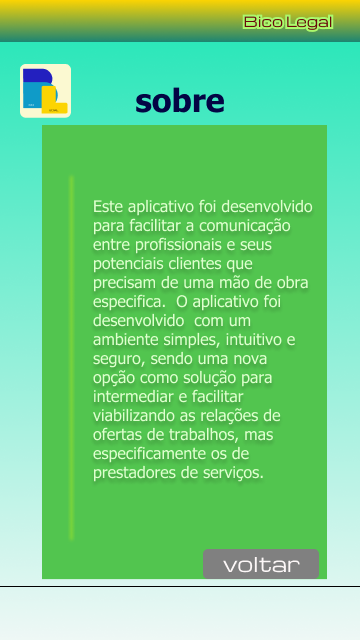 Bico Legal
sobre
Este aplicativo foi desenvolvido
para facilitar a comunicação
entre profissionais e seus
potenciais clientes que
precisam de uma mão de obra
especifica.  O aplicativo foi
desenvolvido  com um
ambiente simples, intuitivo e
seguro, sendo uma nova
opção como solução para
intermediar e facilitar
viabilizando as relações de
ofertas de trabalhos, mas
especificamente os de
prestadores de serviços.
voltar